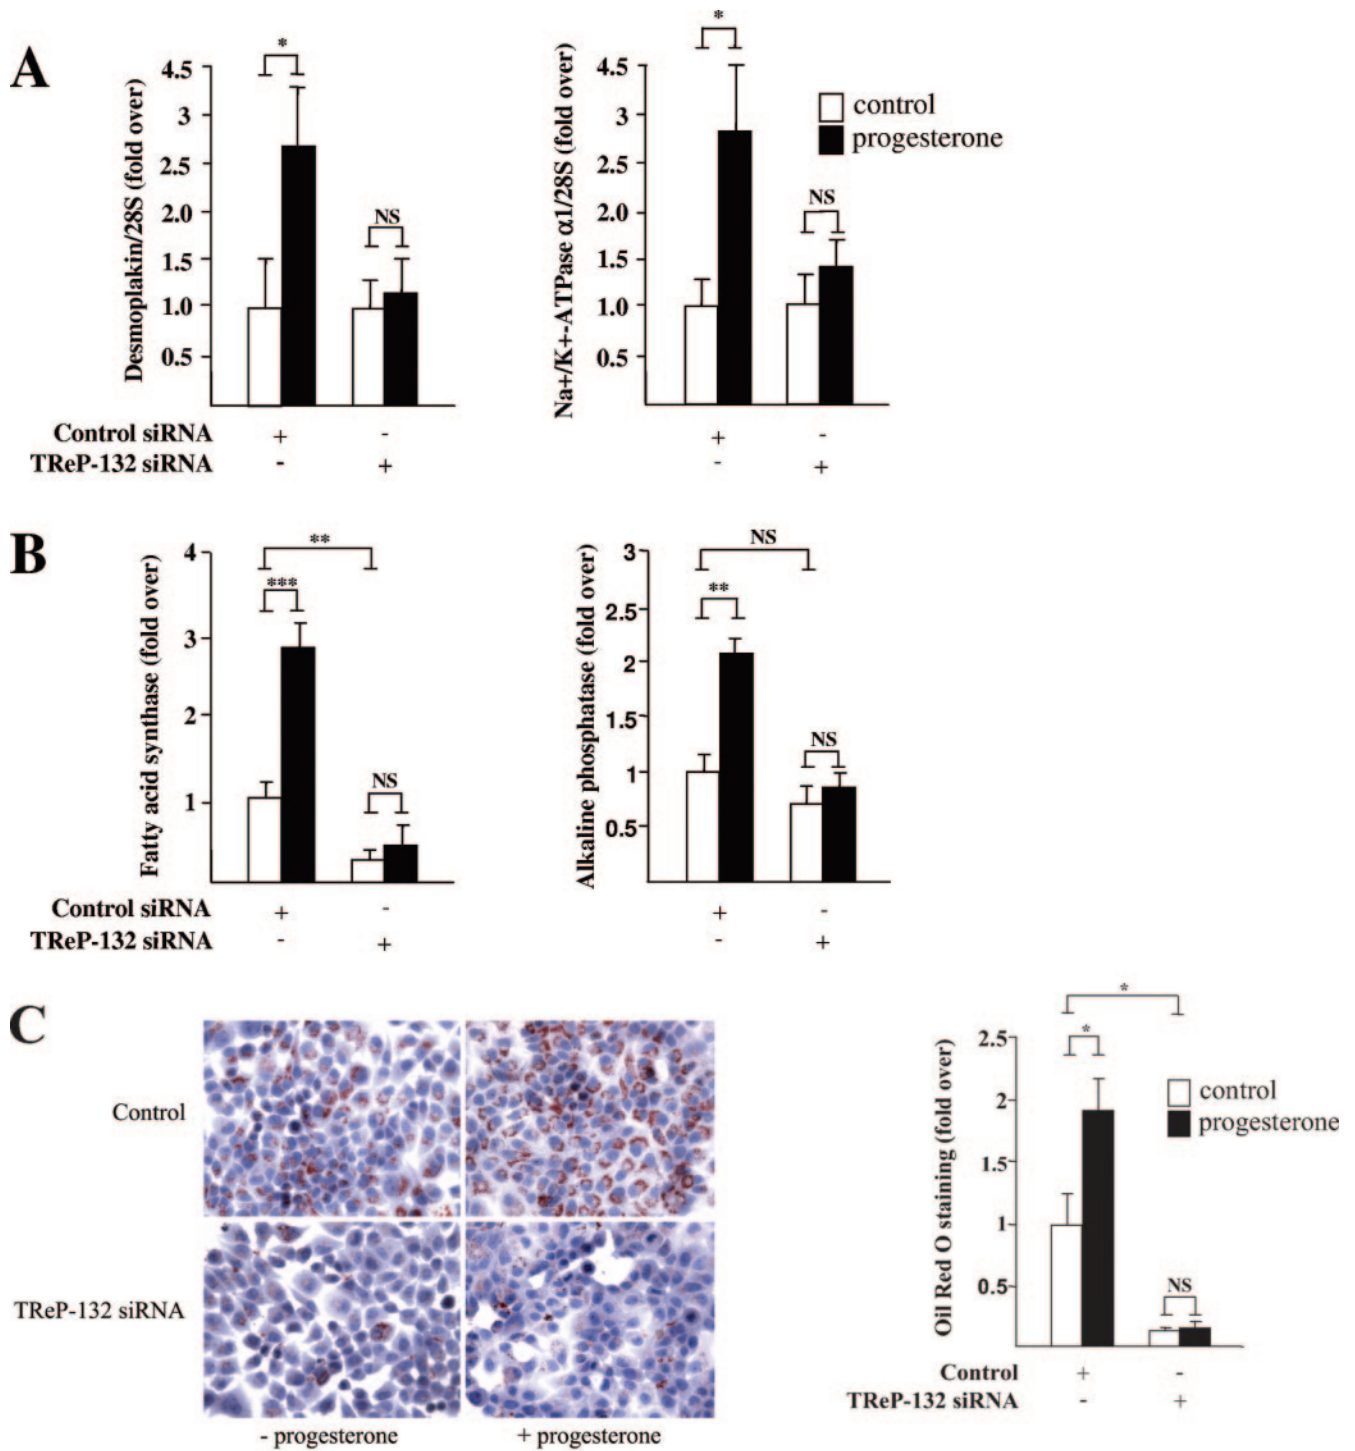 A
Desmoplakin/28S (fold over)
4.5
3
2.5
2.0
1.5
1.0
0.5
*
NS
Control siRNA + -
TReP-132 siRNA - +
Na+/K+-ATPase α1/28S (fold over)
4.5
3
2.5
2.0
1.5
1.0
0.5
*
NS
+ -
- +
control
progesterone
B
Fatty acid synthase (fold over)
4
3
2
1
**
***
NS
Control siRNA + -
TReP-132 siRNA - +
Alkaline phosphatase (fold over)
3
2.5
2
1.5
1
0.5
NS
**
NS
+ -
- +
C
Control
TReP-132 siRNA
- progesterone
+ progesterone
Oil Red O staining (fold over)
2.5
2
1.5
1
0.5
*
*
NS
control
progesterone
Control + -
TReP-132 siRNA - +